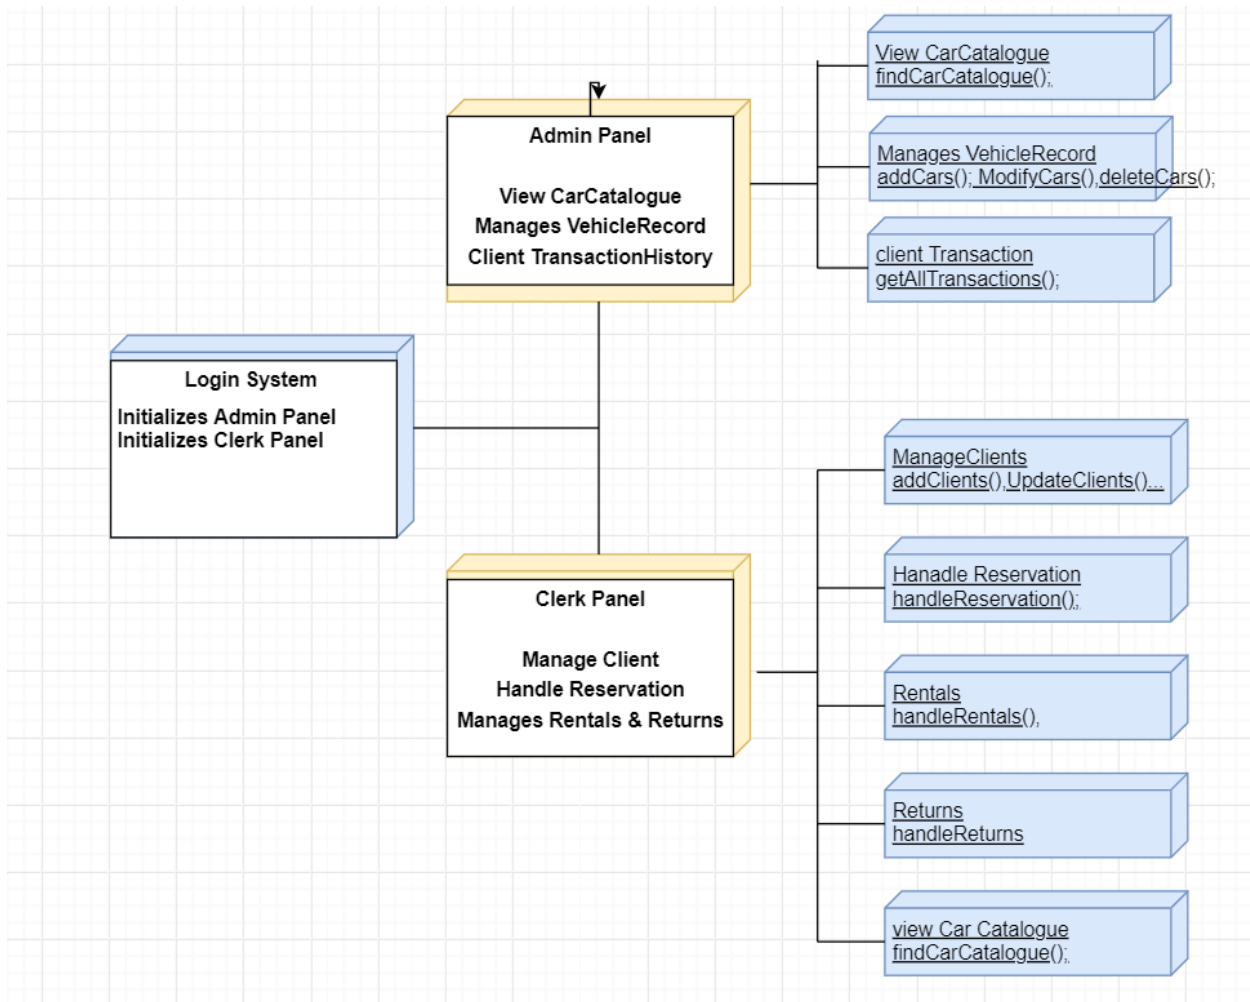 View CarCatalogue
findCarCatalogue();
Admin Panel
View CarCatalogue
Manages VehicleRecord
Client TransactionHistory
Manages VehicleRecord
addCars(); ModifyCars(),deleteCars();
client Transaction
getAllTransactions();
Login System
Initializes Admin Panel
Initializes Clerk Panel
ManageClients
addClients(),UpdateClients()...
Clerk Panel
Manage Client
Handle Reservation
Manages Rentals & Returns
Hanadle Reservation
handleReservation();
Rentals
handleRentals(),
Returns
handleReturns
view Car Catalogue
findCarCatalogue();